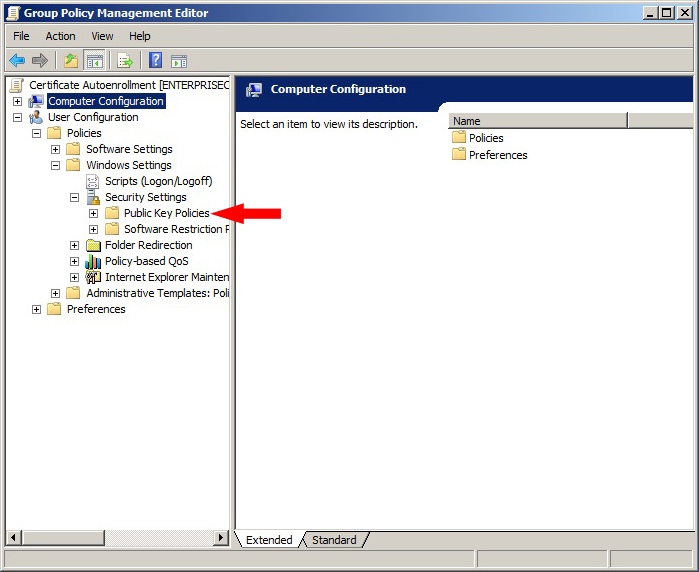 Group Policy Management Editor
File Action View Help
Certificate Autoenrollment [ENTERPRISEC
Computer Configuration
User Configuration
Policies
Software Settings
Windows Settings
Scripts (Logon/Logoff)
Security Settings
Public Key Policies
Software Restriction P
Folder Redirection
Policy-based QoS
Internet Explorer Mainten
Administrative Templates: Poli
Preferences
Computer Configuration
Select an item to view its description.
Name
Policies
Preferences
Extended Standard